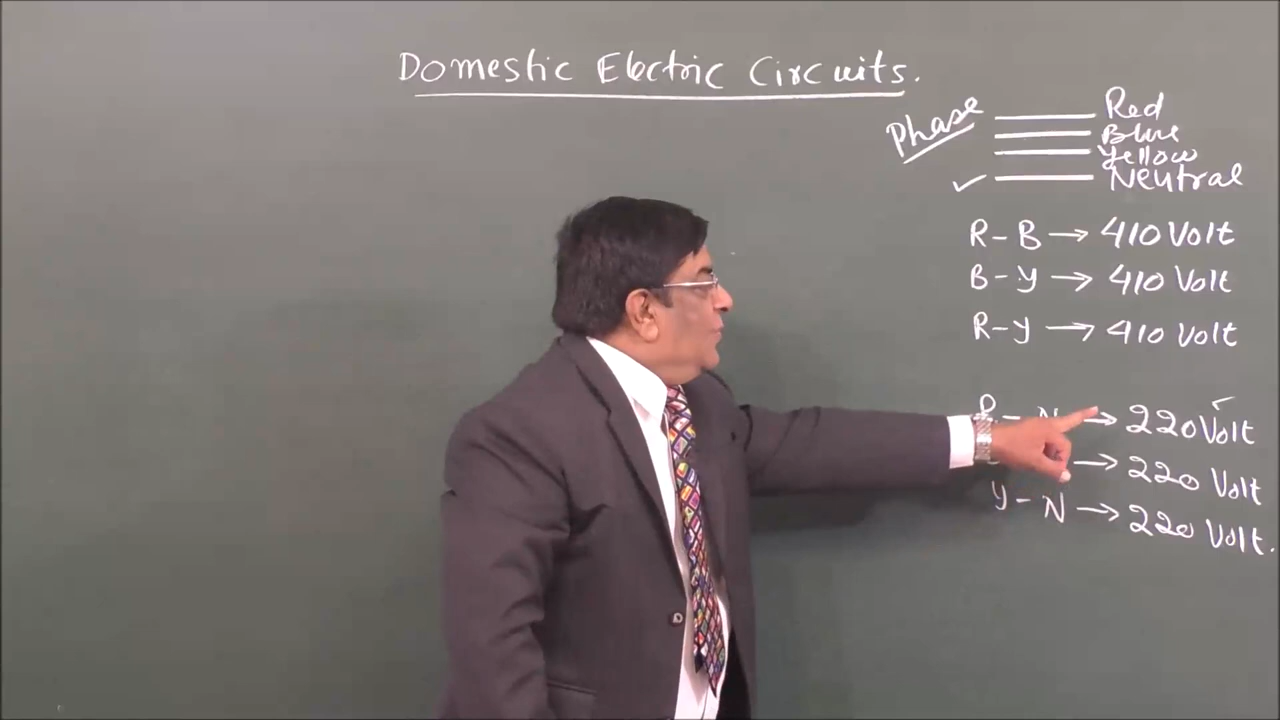 Domestic Electric Circuits.
Phase
Red
Blue
Yellow
Neutral
R-B → 410 Volt
B-Y → 410 Volt
R-Y → 410 Volt
R-N → 220 Volt
→ 220 Volt
Y-N → 220 Volt.